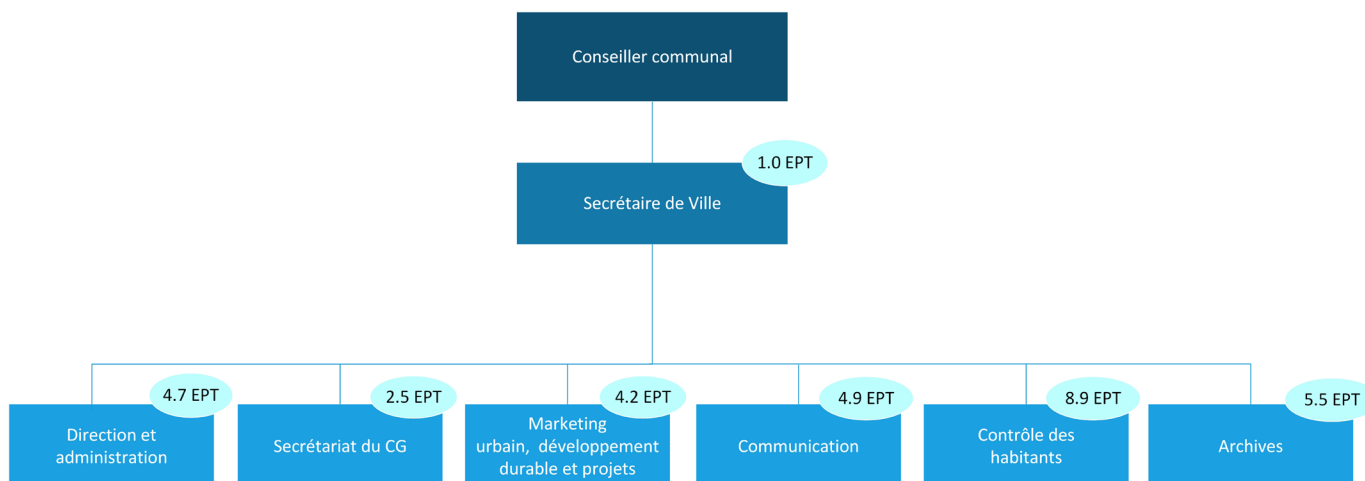 Conseiller communal
1.0 EPT
Secrétaire de Ville
4.7 EPT
Direction et
administration
2.5 EPT
Secrétariat du CG
4.2 EPT
Marketing
urbain, développement
durable et projets
4.9 EPT
Communication
8.9 EPT
Contrôle des
habitants
5.5 EPT
Archives